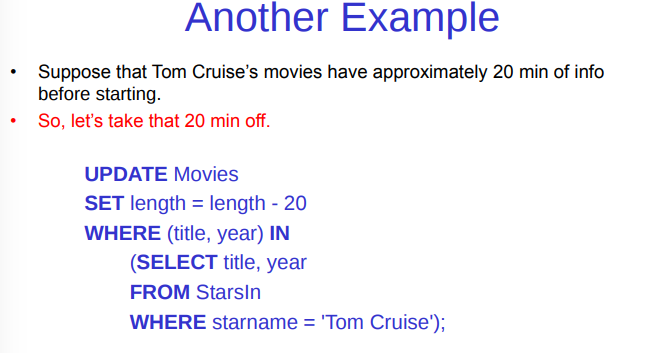 Another Example
• Suppose that Tom Cruise's movies have approximately 20 min of info
before starting.
• So, let's take that 20 min off.
UPDATE Movies
SET length = length - 20
WHERE (title, year) IN
(SELECT title, year
FROM StarsIn
WHERE starname = 'Tom Cruise');